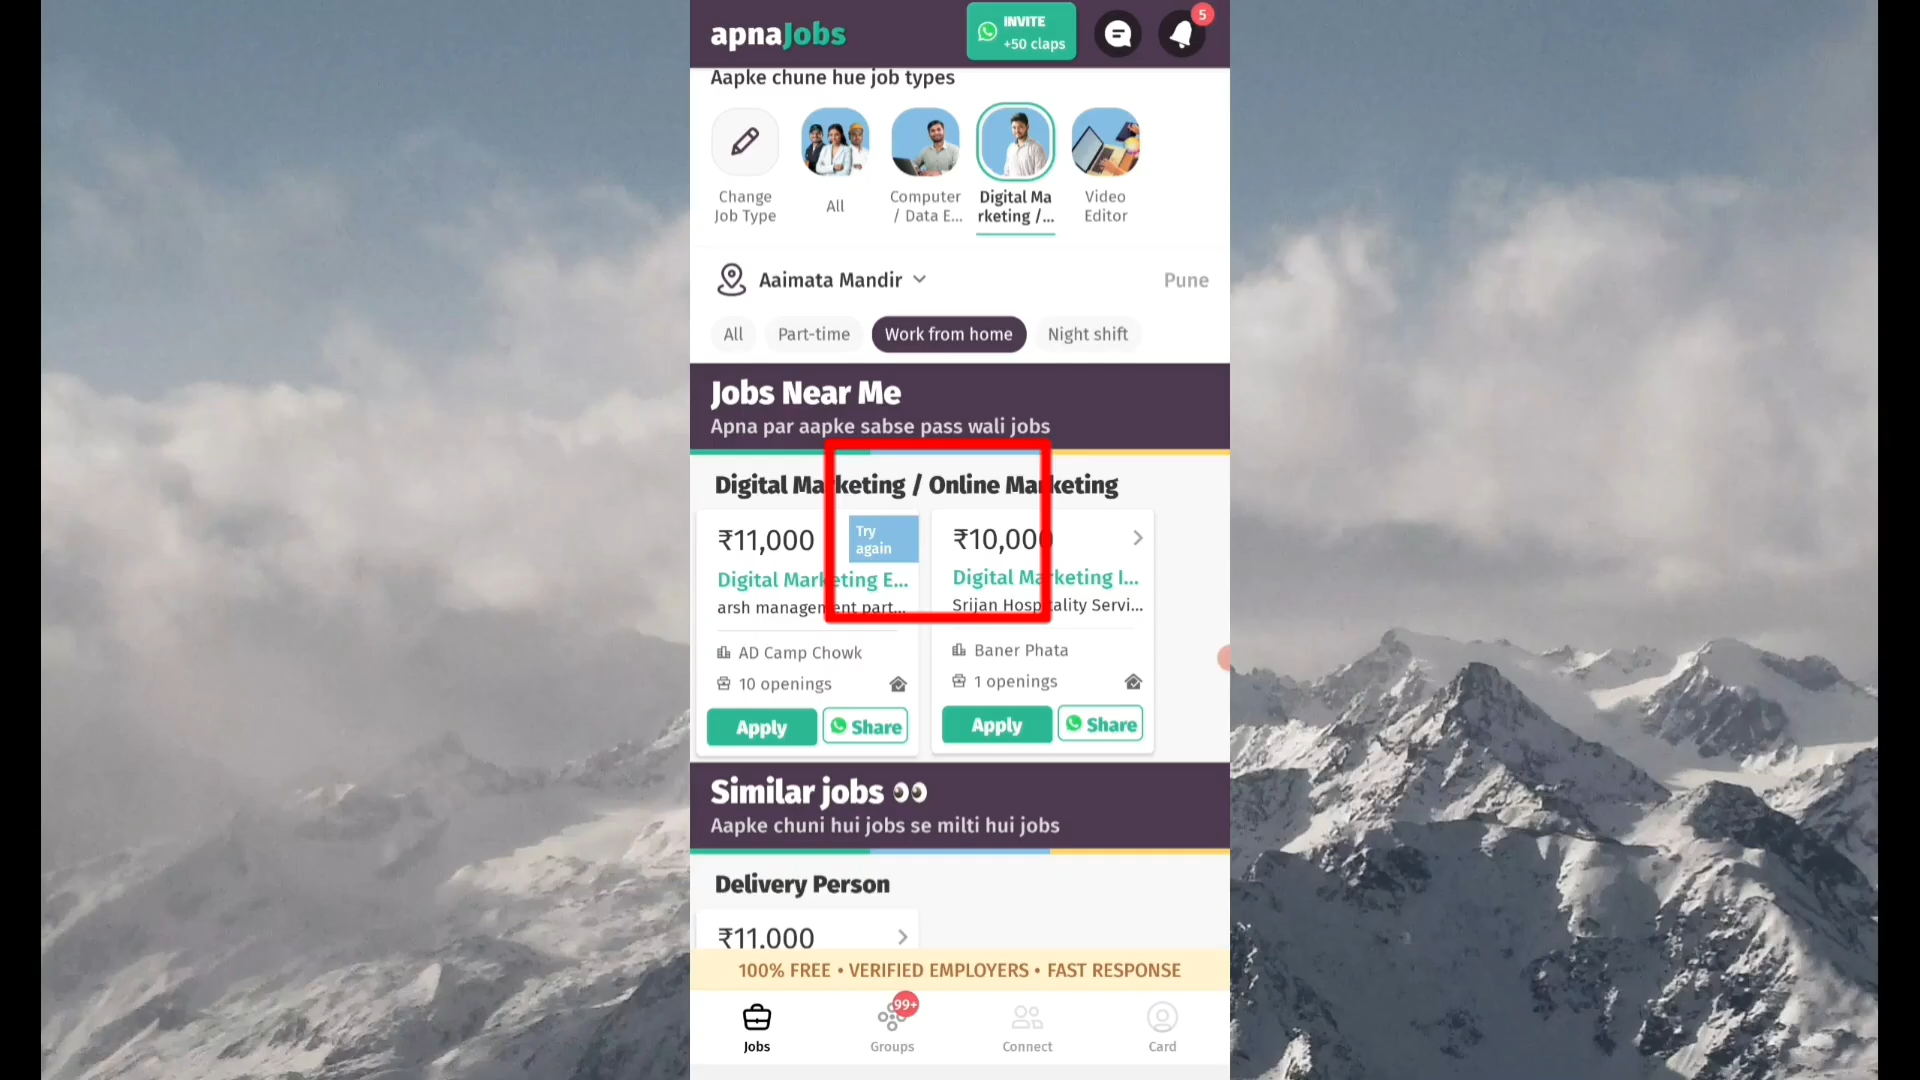 apnaJobs
INVITE
+50 claps
5
Aapke chune hue job types
Change
Job Type
All
Computer
/ Data E...
Digital Ma
rketing /...
Video
Editor
Aaimata Mandir
Pune
All
Part-time
Work from home
Night shift
Jobs Near Me
Apna par aapke sabse pass wali jobs
Digital Marketing / Online Marketing
₹11,000
Try
again
Digital Marketing E...
arsh management part...
AD Camp Chowk
10 openings
Apply
Share
₹10,000
Digital Marketing I...
Srijan Hospitality Servi...
Baner Phata
1 openings
Apply
Share
Similar jobs 👀
Aapke chuni hui jobs se milti hui jobs
Delivery Person
₹11,000
100% FREE • VERIFIED EMPLOYERS • FAST RESPONSE
Jobs
99+
Groups
Connect
Card